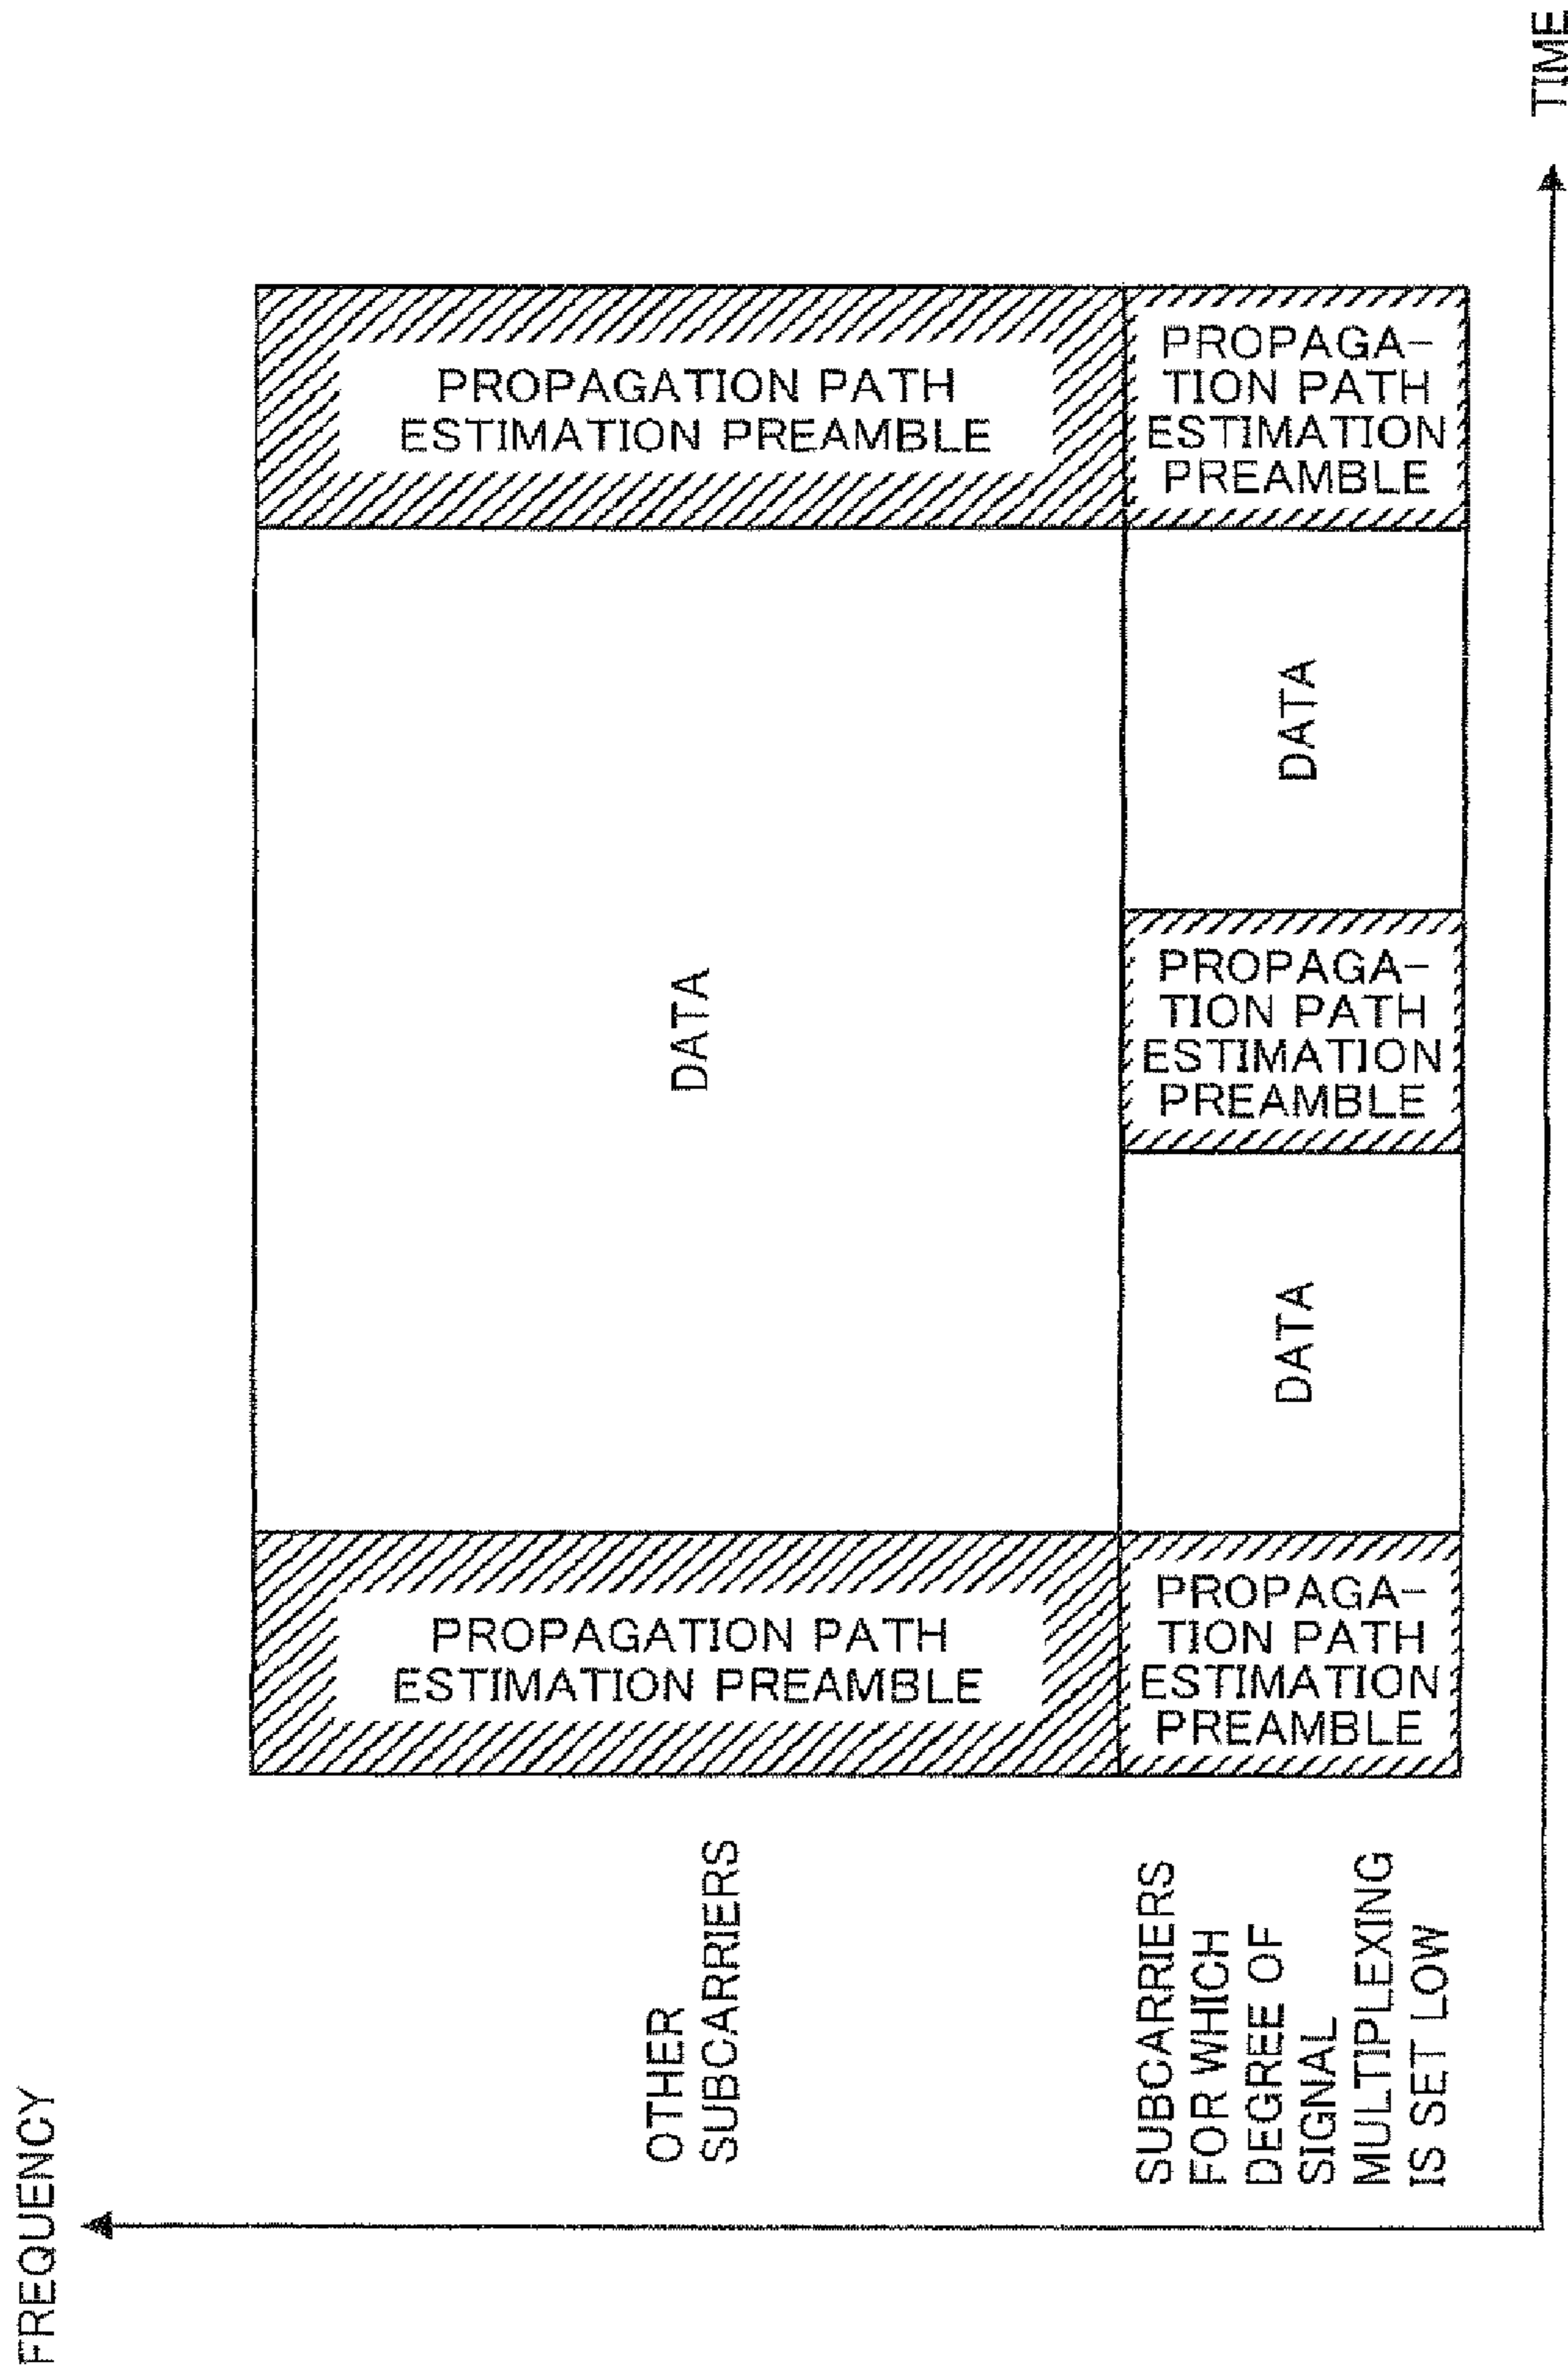 FREQUENCY
OTHER
SUBCARRIERS
SUBCARRIERS
FOR WHICH
DEGREE OF
SIGNAL
MULTIPLEXING
IS SET LOW
PROPAGATION PATH
ESTIMATION PREAMBLE
DATA
PROPAGATION PATH
ESTIMATION PREAMBLE
PROPAGA-
TION PATH
ESTIMATION
PREAMBLE
DATA
PROPAGA-
TION PATH
ESTIMATION
PREAMBLE
DATA
PROPAGA-
TION PATH
ESTIMATION
PREAMBLE
TIME